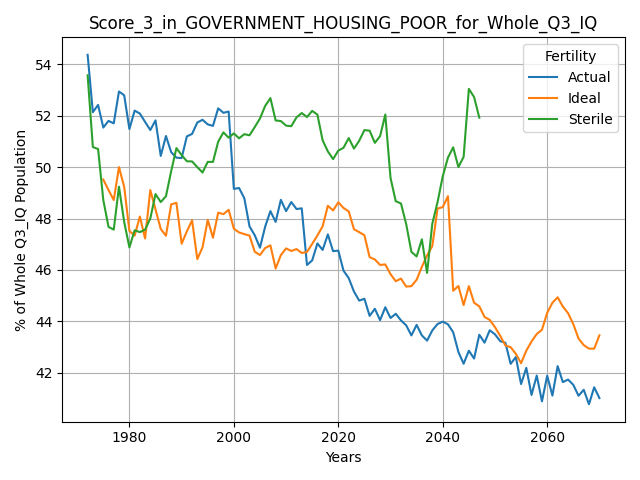 Score_3_in_GOVERNMENT_HOUSING_POOR_for_Whole_Q3_IQ
Fertility
Actual
Ideal
Sterile
54
52
50
48
46
44
42
% of Whole Q3_IQ Population
1980
2000
2020
2040
2060
Years